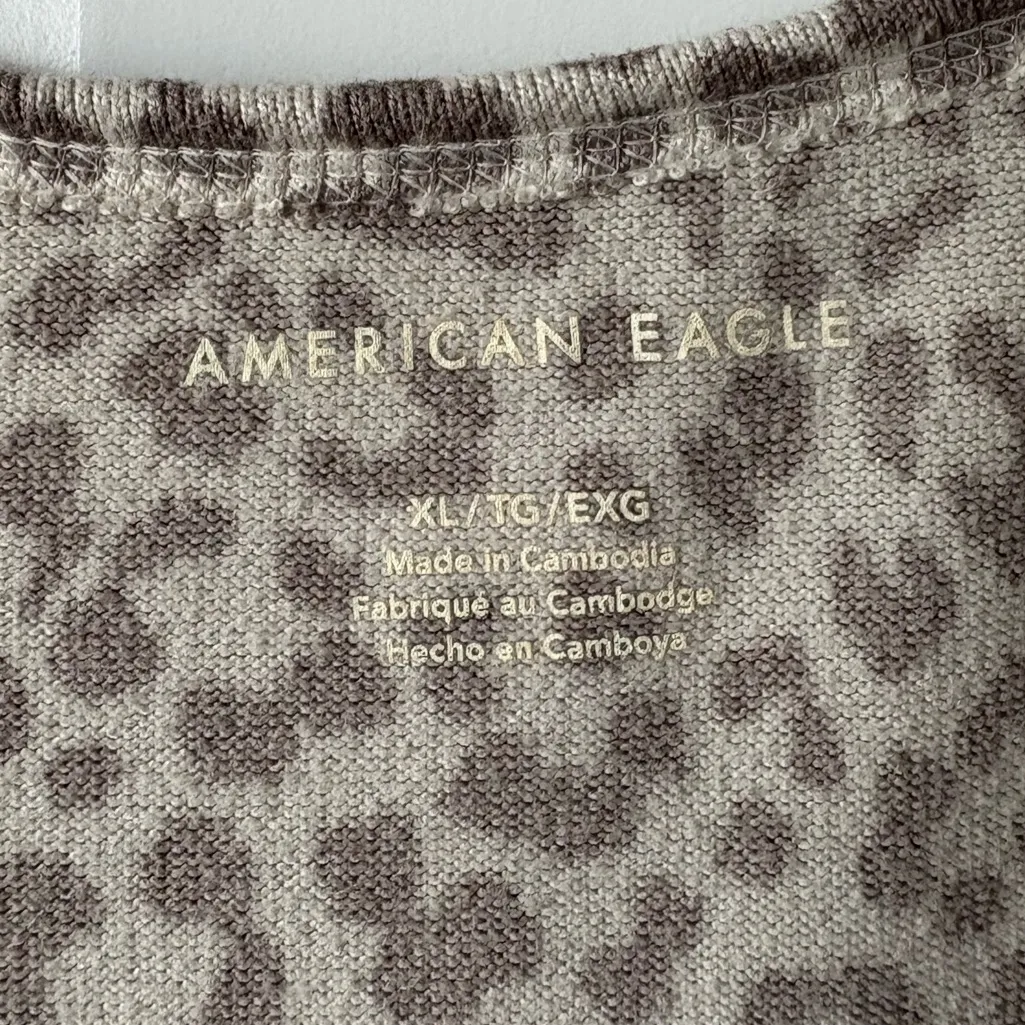 AMERICAN EAGLE
XL/TG/EXG
Made in Cambodia
Fabriqué au Cambodge
Hecho en Camboya